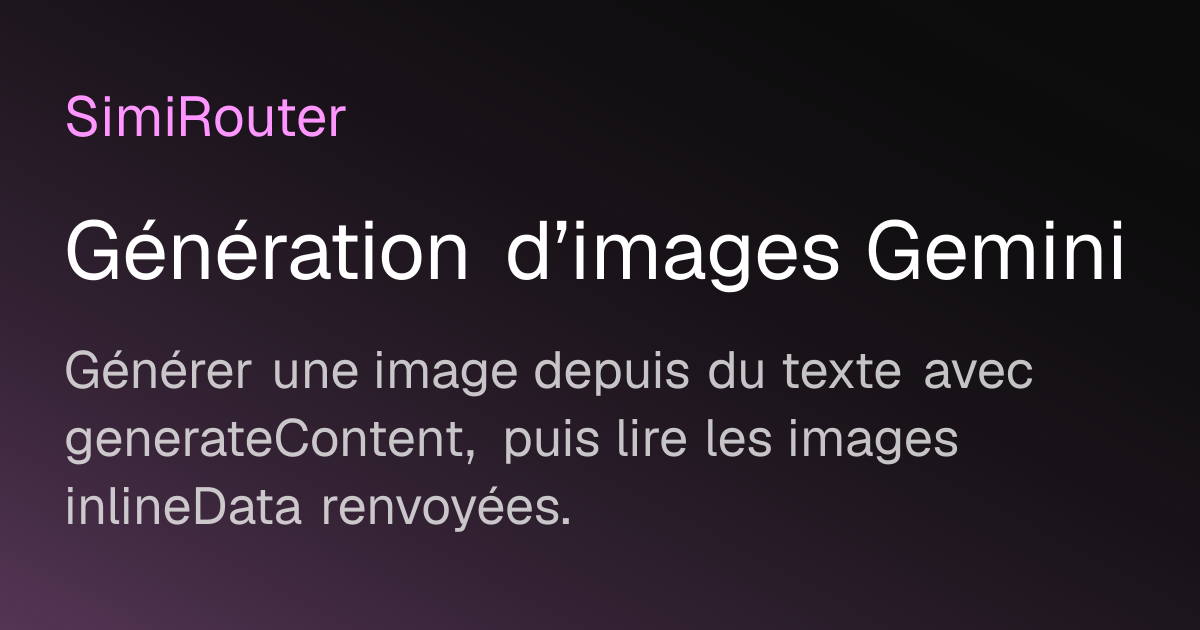 SimiRouter
Génération d’images Gemini
Générer une image depuis du texte avec
generateContent, puis lire les images
inlineData renvoyées.